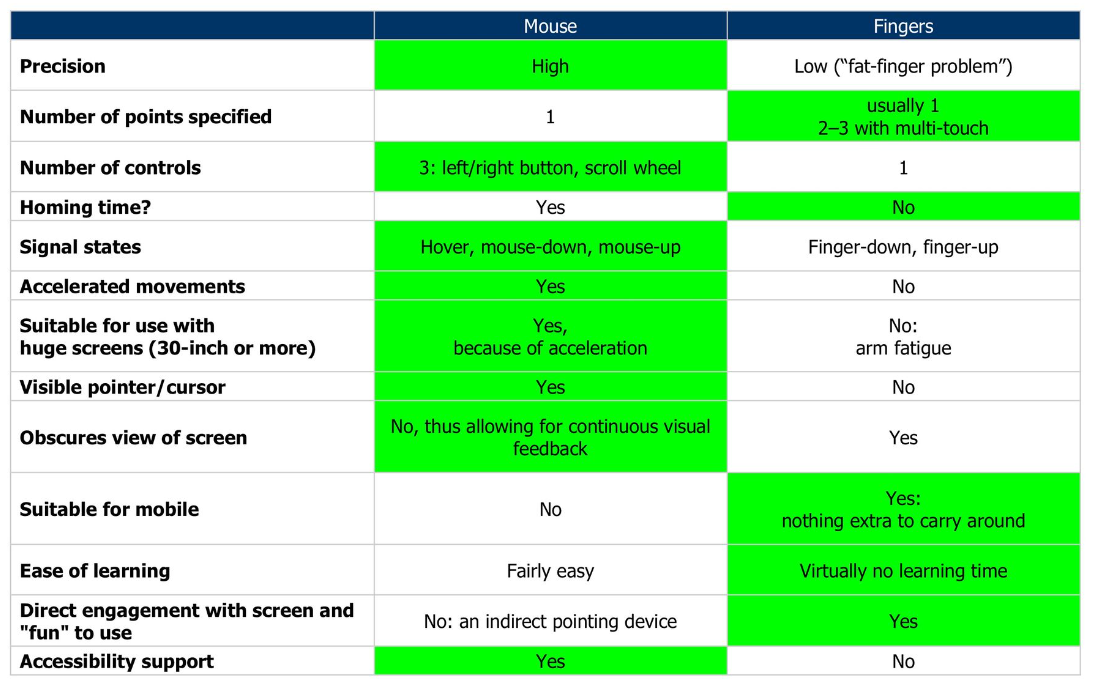 Mouse Fingers
Precision High Low (“fat-finger problem”)
Number of points specified 1 usually 1
2–3 with multi-touch
Number of controls 3: left/right button, scroll wheel 1
Homing time? Yes No
Signal states Hover, mouse-down, mouse-up Finger-down, finger-up
Accelerated movements Yes No
Suitable for use with Yes, No:
huge screens (30-inch or more) because of acceleration arm fatigue
Visible pointer/cursor Yes No
Obscures view of screen No, thus allowing for continuous visual Yes
feedback
Suitable for mobile No Yes:
nothing extra to carry around
Ease of learning Fairly easy Virtually no learning time
Direct engagement with screen and No: an indirect pointing device Yes
"fun" to use
Accessibility support Yes No